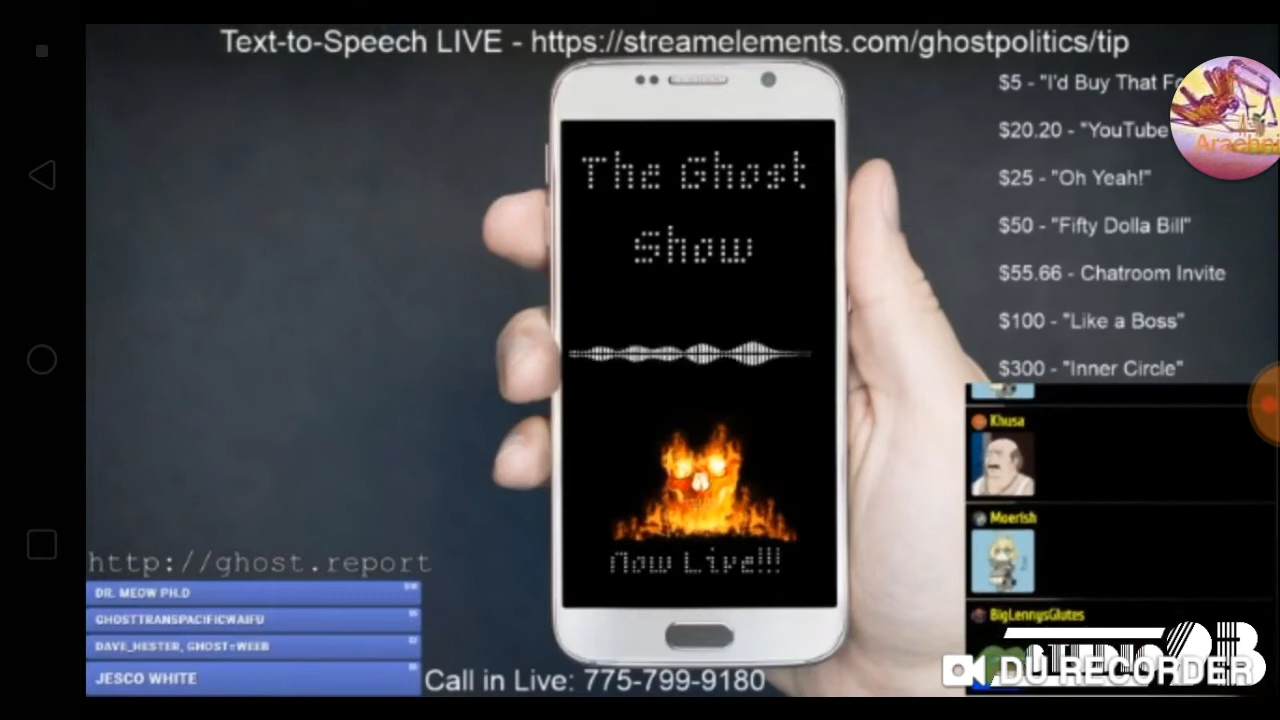 Text-to-Speech LIVE - https://streamelements.com/ghostpolitics/tip
$5 - "I'd Buy That
$20.20 - "YouTube
$25 - "Oh Yeah!"
$50 - "Fifty Dolla Bill"
$55.66 - Chatroom Invite
$100 - "Like a Boss"
$300 - "Inner Circle"
The Ghost
Show
Now Live!!!
Khusa
Moerish
BigLennysGlutes
http://ghost.report
DR. MEOW PH.D
GHOSTTRANSPACIFICWAIFU
DAVE_HESTER, GHOST=WEEB
JESCO WHITE
Call in Live: 775-799-9180
STUDIO
DU RECORDER